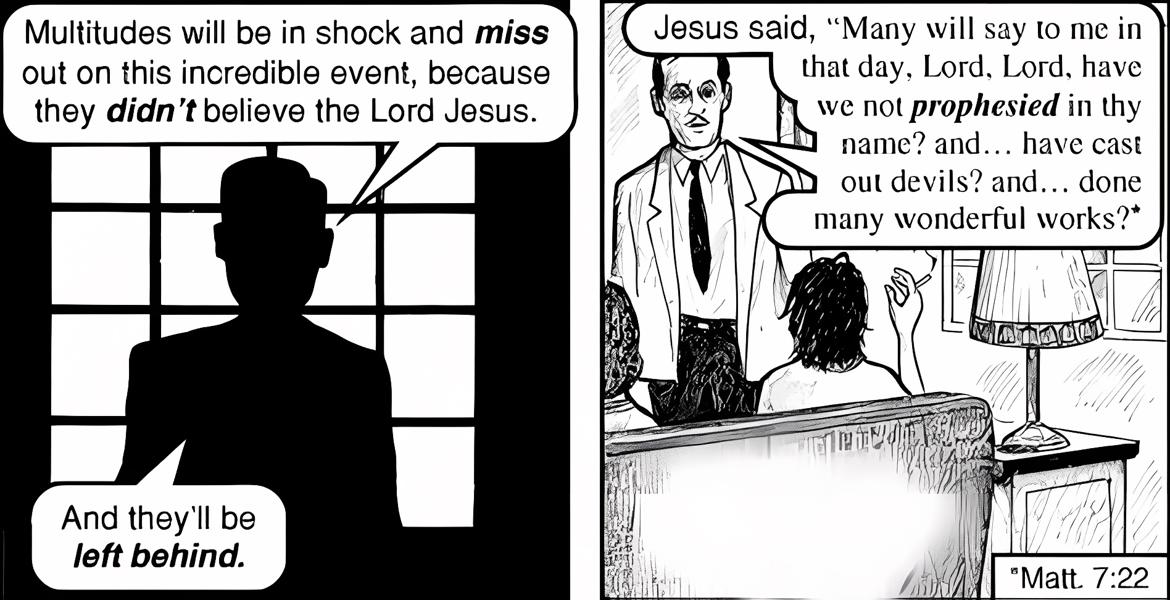 Multitudes will be in shock and miss
out on this incredible event, because
they didn't believe the Lord Jesus.
And they'll be
left behind.
Jesus said, "Many will say to me in
that day, Lord, Lord, have
we not prophesied in thy
name? and... have cast
out devils? and... done
many wonderful works?*
*Matt. 7:22